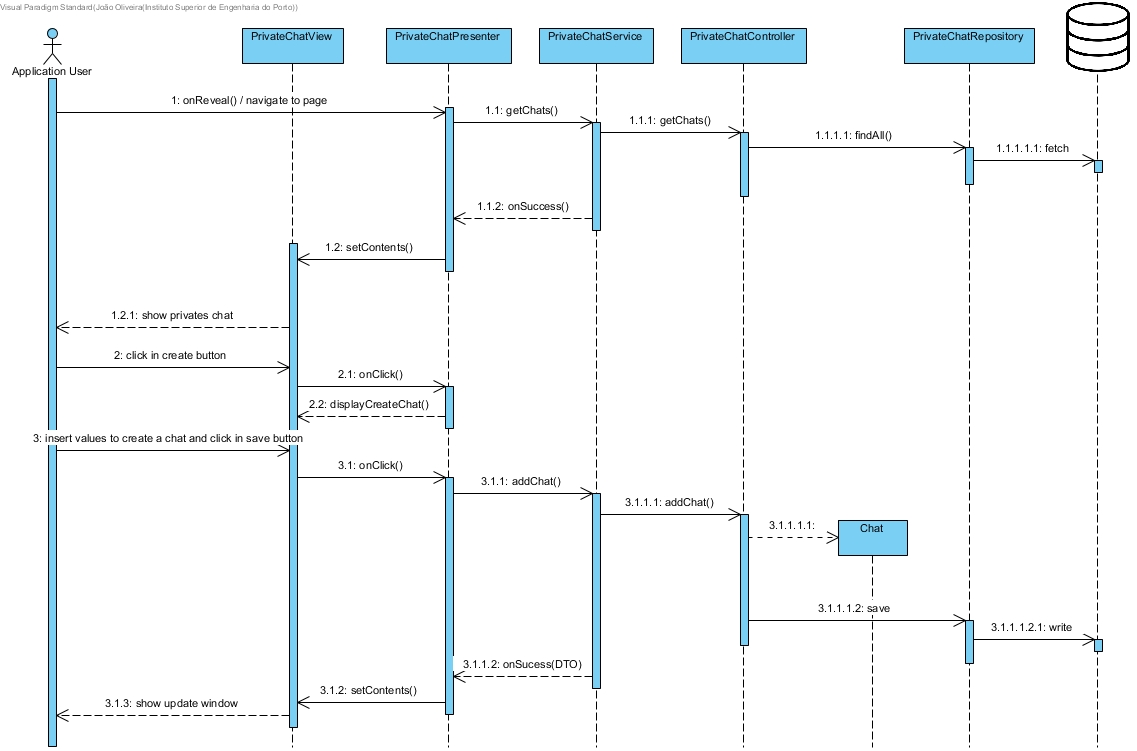 Visual Paradigm Standard(João Oliveira(Instituto Superior de Engenharia do Porto))
Application User
PrivateChatView
PrivateChatPresenter
PrivateChatService
PrivateChatController
PrivateChatRepository
1: onReveal() / navigate to page
1.1: getChats()
1.1.1: getChats()
1.1.1.1: findAll()
1.1.1.1.1: fetch
1.1.2: onSuccess()
1.2: setContents()
1.2.1: show privates chat
2: click in create button
2.1: onClick()
2.2: displayCreateChat()
3: insert values to create a chat and click in save button
3.1: onClick()
3.1.1: addChat()
3.1.1.1: addChat()
3.1.1.1.1:
Chat
3.1.1.1.2: save
3.1.1.1.2.1: write
3.1.1.2: onSucess(DTO)
3.1.2: setContents()
3.1.3: show update window